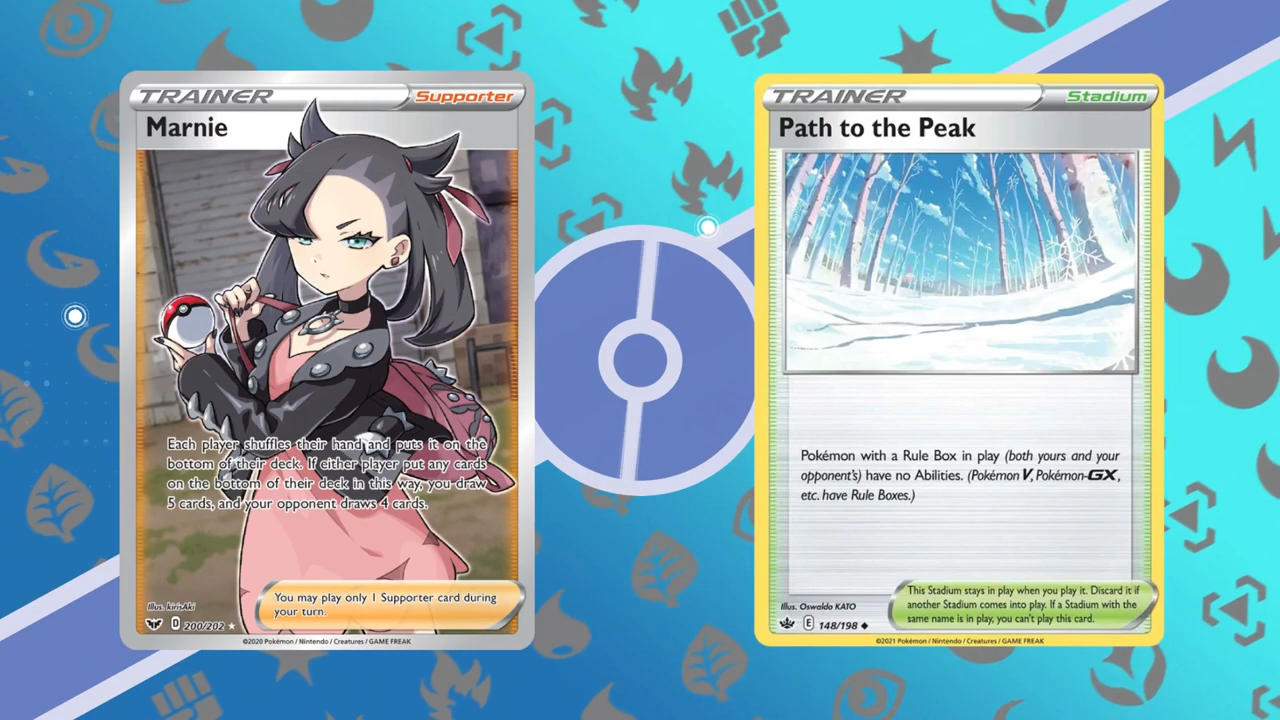 TRAINER
Supporter
Marnie
Each player shuffles their hand and puts it on the
bottom of their deck. If either player put any cards
on the bottom of their deck in this way, you draw
5 cards, and your opponent draws 4 cards.
You may play only 1 Supporter card during
your turn.
Illus. kirisAki
D 200/202
©2020 Pokémon / Nintendo / Creatures / GAME FREAK
TRAINER
Stadium
Path to the Peak
Pokémon with a Rule Box in play (both yours and your
opponent's) have no Abilities. (Pokémon V, Pokémon-GX,
etc. have Rule Boxes.)
This Stadium stays in play when you play it. Discard it if
another Stadium comes into play. If a Stadium with the
same name is in play, you can't play this card.
Illus. Oswaldo KATO
E 148/198
©2021 Pokémon / Nintendo / Creatures / GAME FREAK